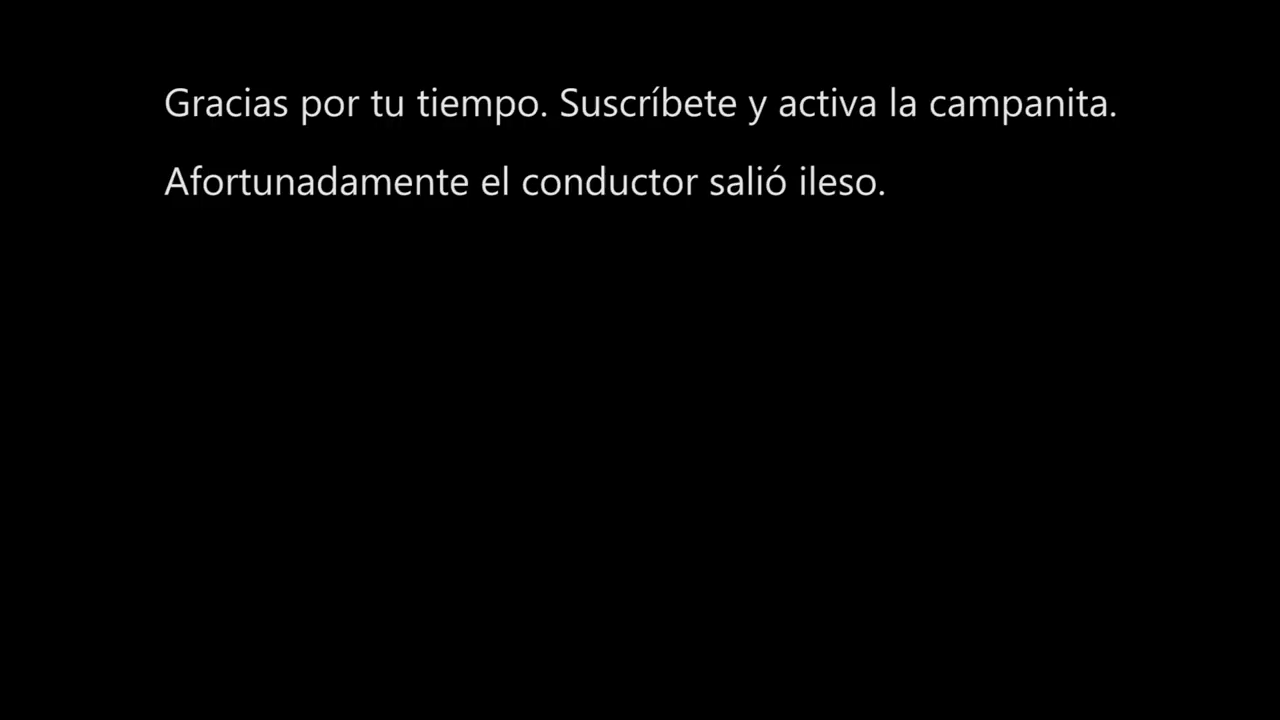 Gracias por tu tiempo. Suscríbete y activa la campanita.
Afortunadamente el conductor salió ileso.